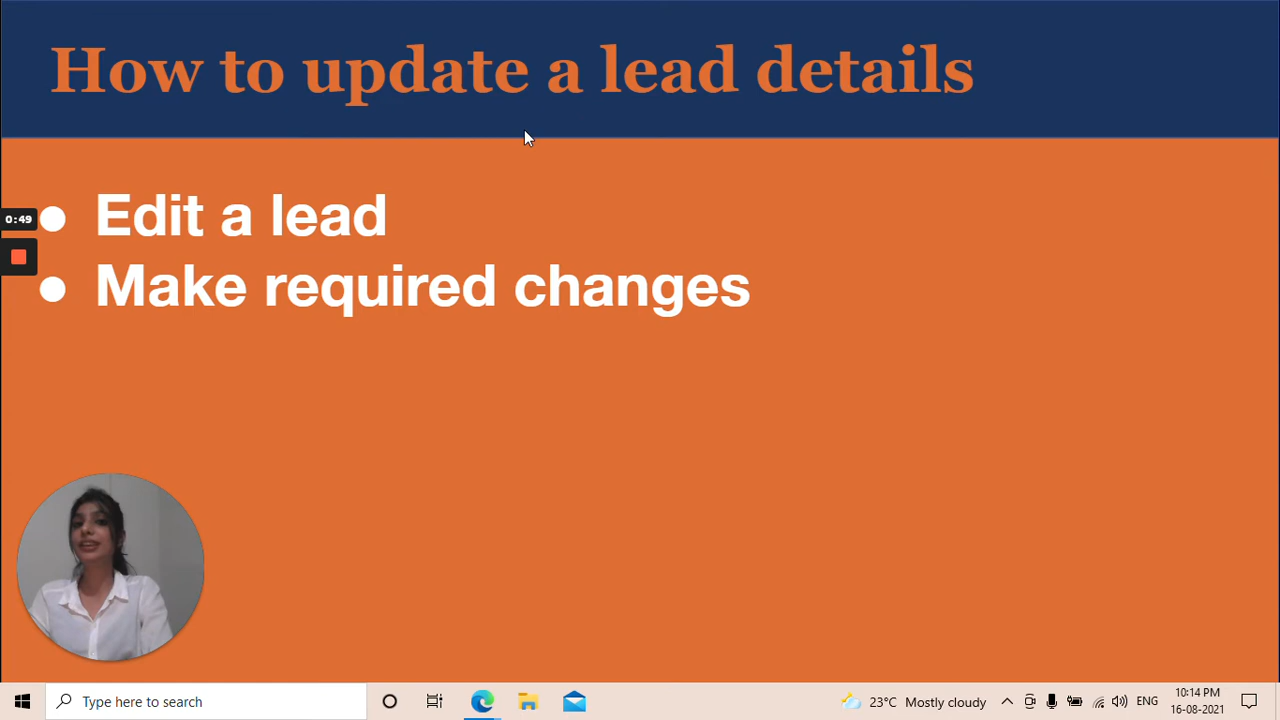 How to update a lead details
● Edit a lead
● Make required changes
0:49
Type here to search
23°C Mostly cloudy
ENG
10:14 PM
16-08-2021